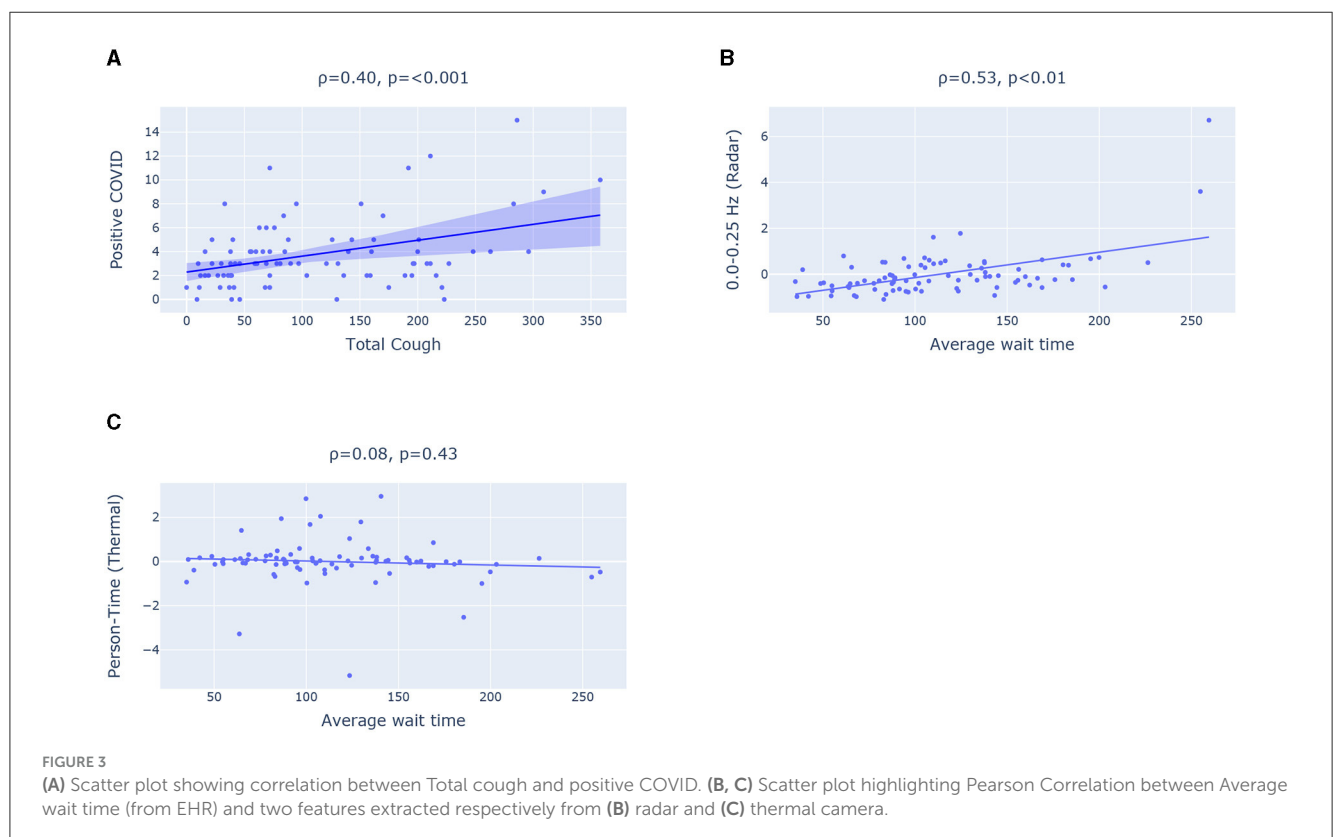 A
ρ=0.40, p=<0.001
Positive COVID
14
12
10
8
6
4
2
0
0 50 100 150 200 250 300 350
Total Cough
B
ρ=0.53, p<0.01
0.0–0.25 Hz (Radar)
6
4
2
0
50 100 150 200 250
Average wait time
C
ρ=0.08, p=0.43
Person-Time (Thermal)
2
0
−2
−4
50 100 150 200 250
Average wait time
FIGURE 3
(A) Scatter plot showing correlation between Total cough and positive COVID. (B, C) Scatter plot highlighting Pearson Correlation between Average
wait time (from EHR) and two features extracted respectively from (B) radar and (C) thermal camera.